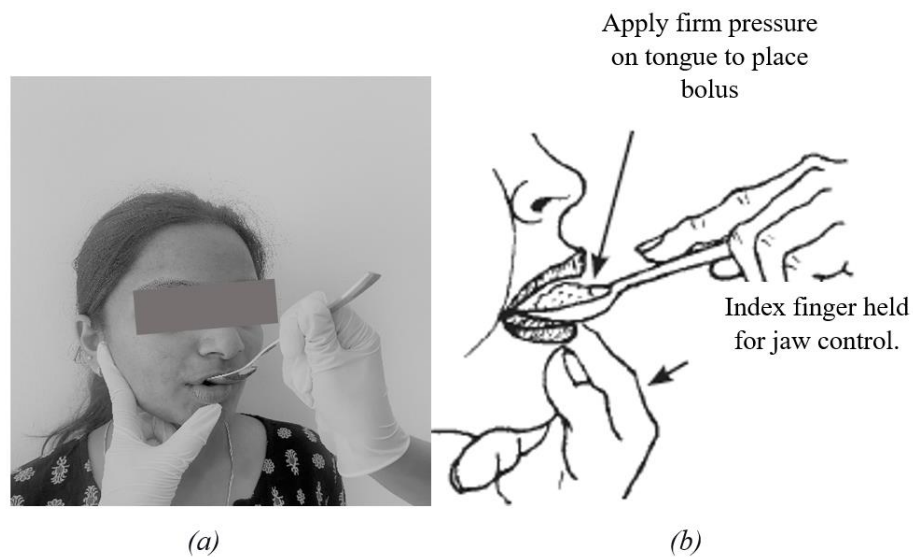 Apply firm pressure
on tongue to place
bolus
Index finger held
for jaw control.
(a)
(b)